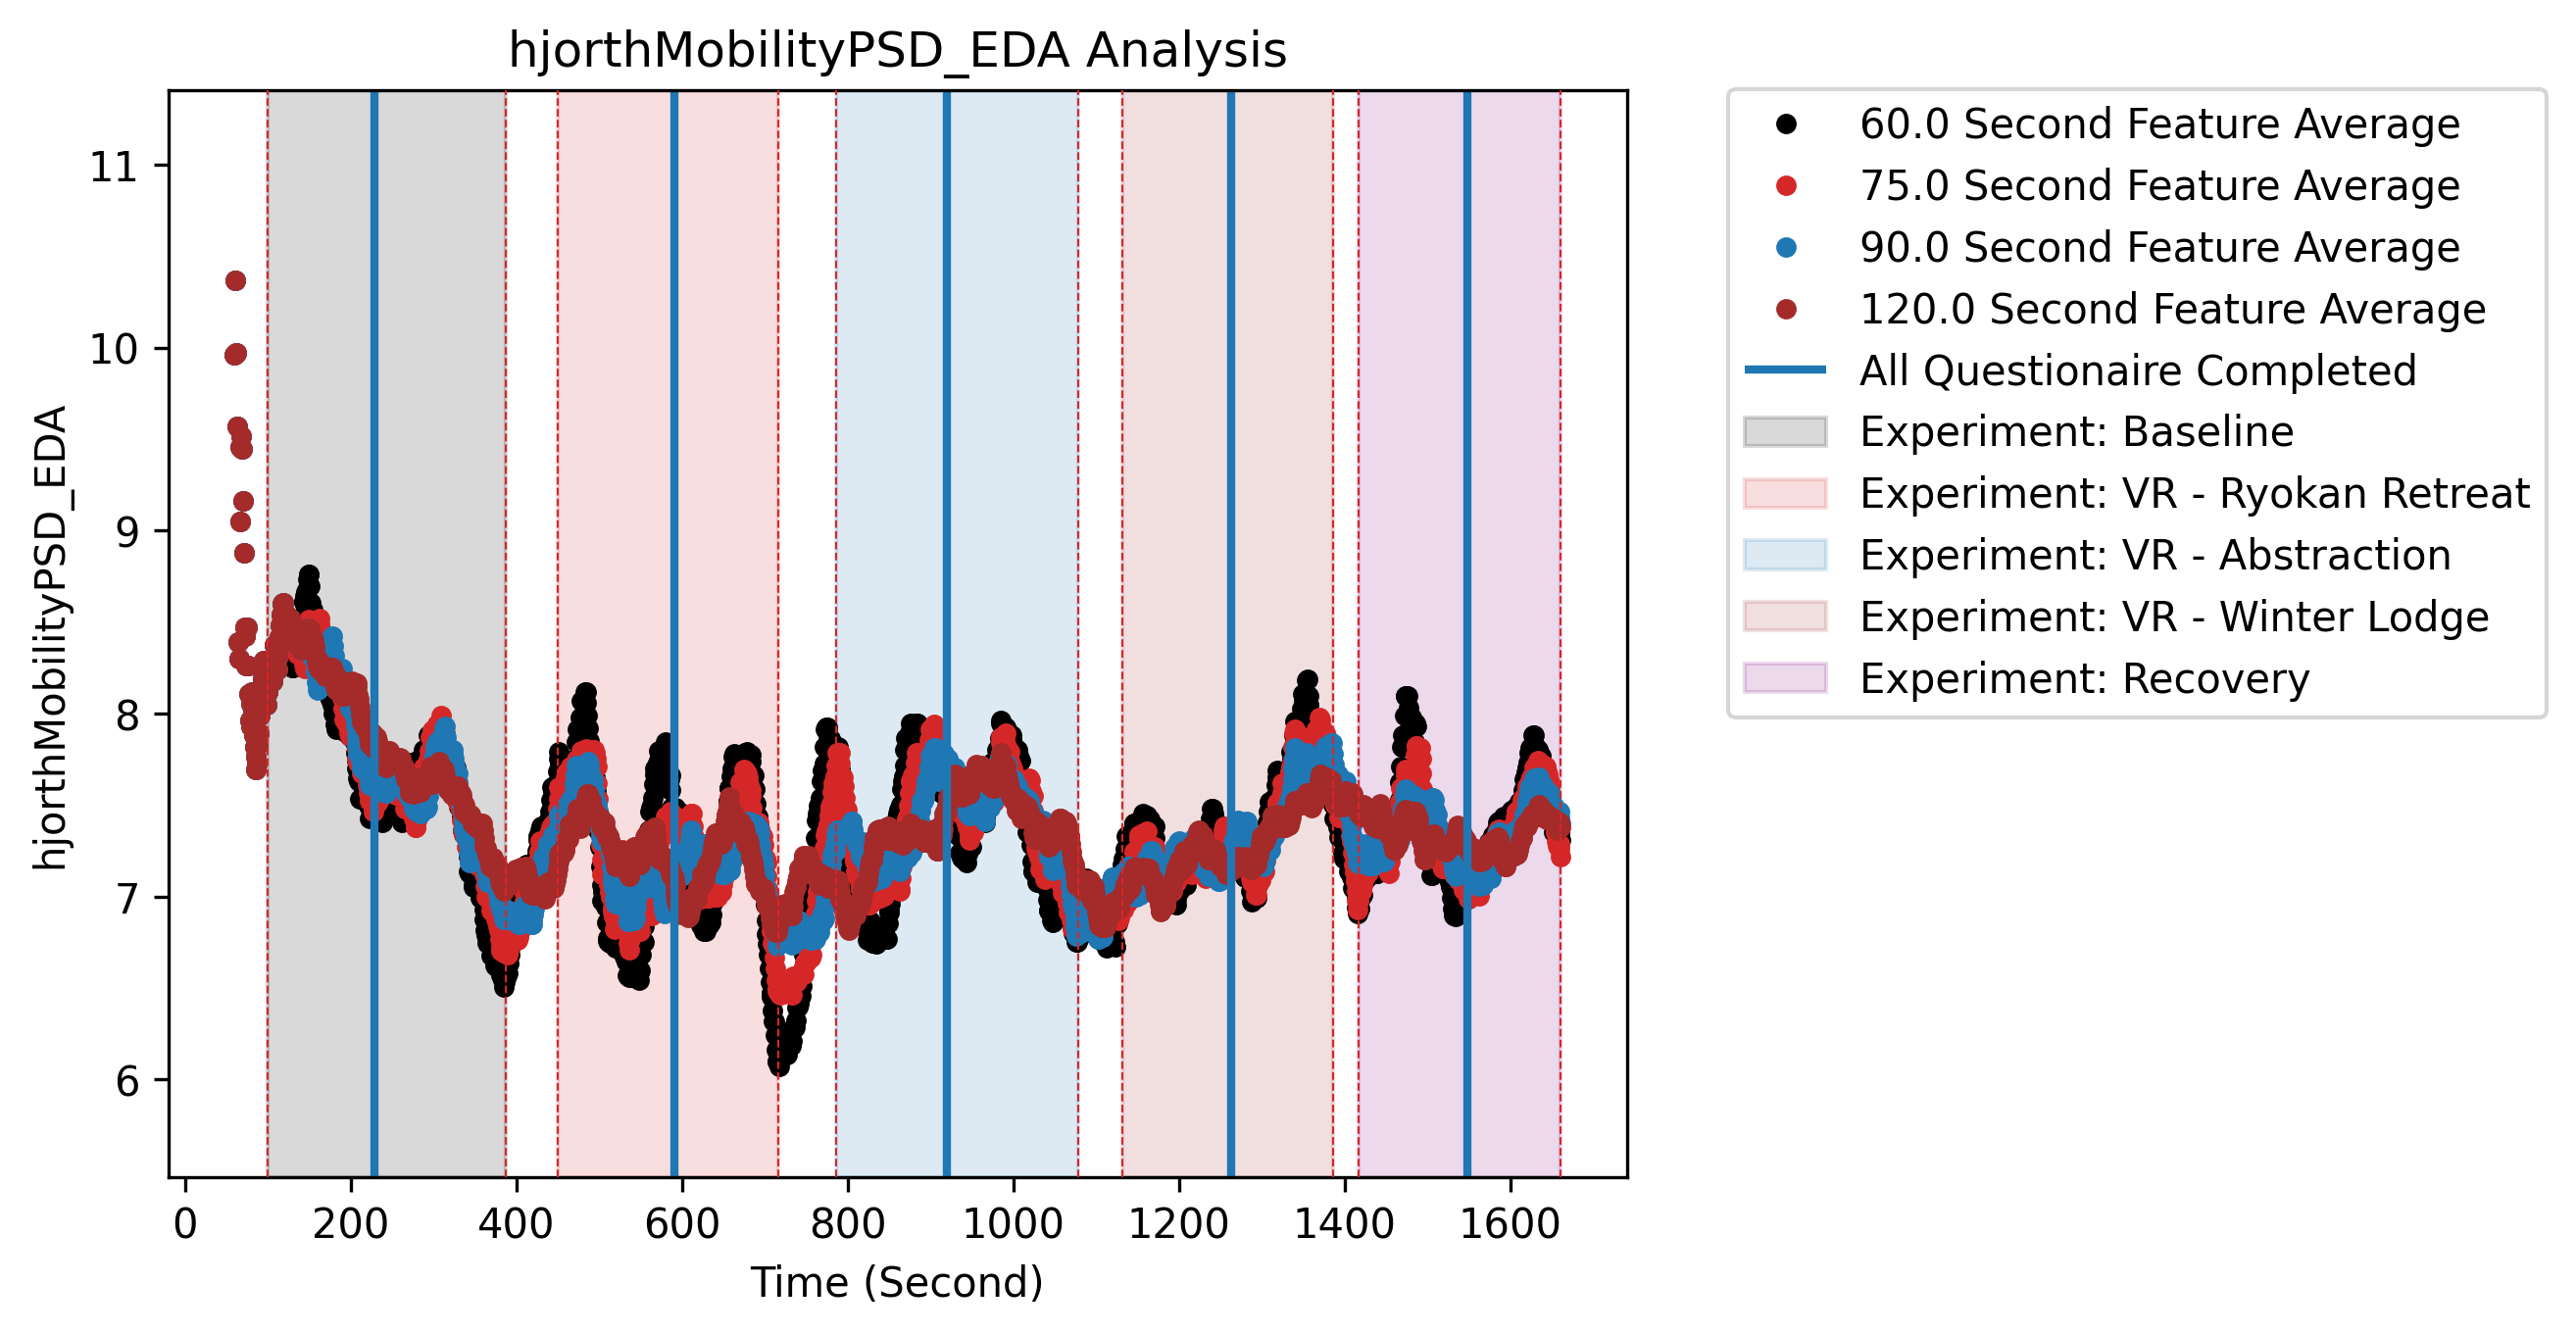 hjorthMobilityPSD_EDA Analysis
hjorthMobilityPSD_EDA
11
10
9
8
7
6
0 200 400 600 800 1000 1200 1400 1600
Time (Second)
60.0 Second Feature Average
75.0 Second Feature Average
90.0 Second Feature Average
120.0 Second Feature Average
All Questionaire Completed
Experiment: Baseline
Experiment: VR - Ryokan Retreat
Experiment: VR - Abstraction
Experiment: VR - Winter Lodge
Experiment: Recovery